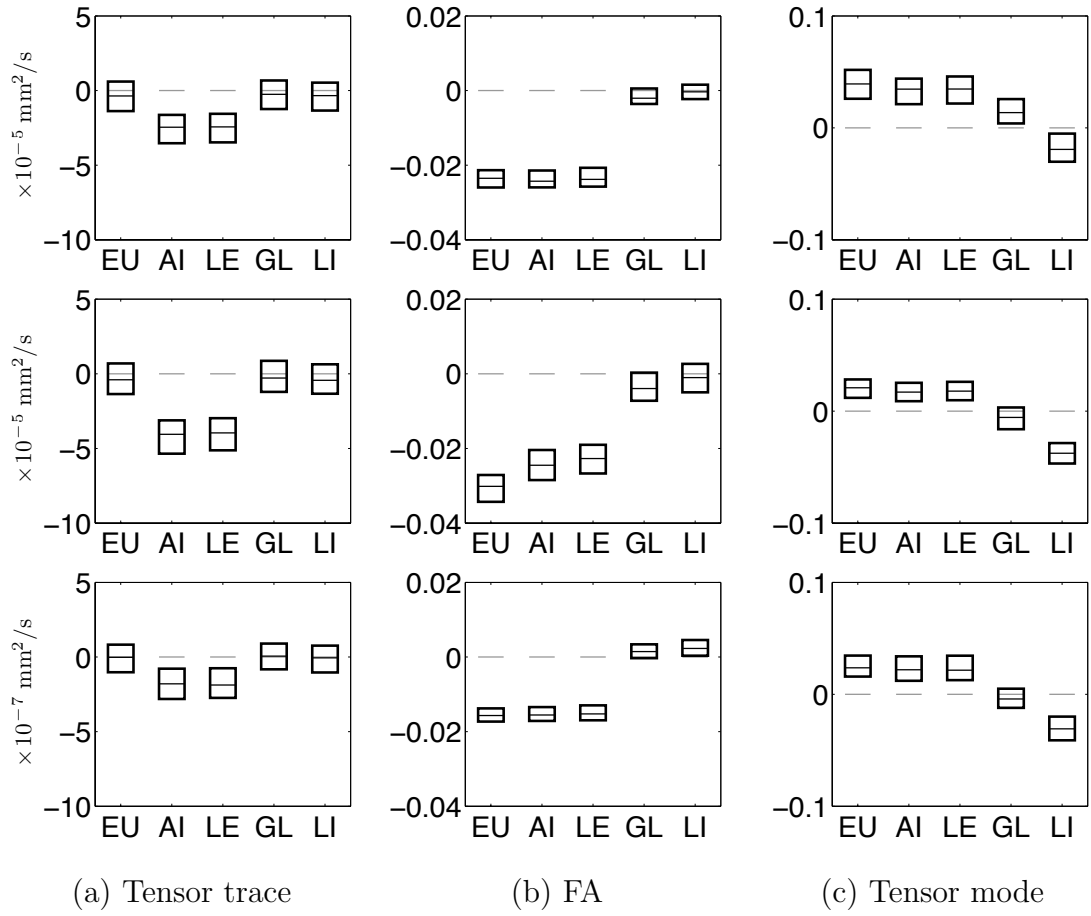 5 0.02 0.1
0 0 0
−5 −0.02
−10 −0.04 −0.1
×10⁻⁵ mm²/s
EU AI LE GL LI EU AI LE GL LI EU AI LE GL LI
5 0.02 0.1
0 0 0
−5 −0.02
−10 −0.04 −0.1
×10⁻⁵ mm²/s
EU AI LE GL LI EU AI LE GL LI EU AI LE GL LI
5 0.02 0.1
0 0 0
−5 −0.02
−10 −0.04 −0.1
×10⁻⁷ mm²/s
EU AI LE GL LI EU AI LE GL LI EU AI LE GL LI
(a) Tensor trace (b) FA (c) Tensor mode